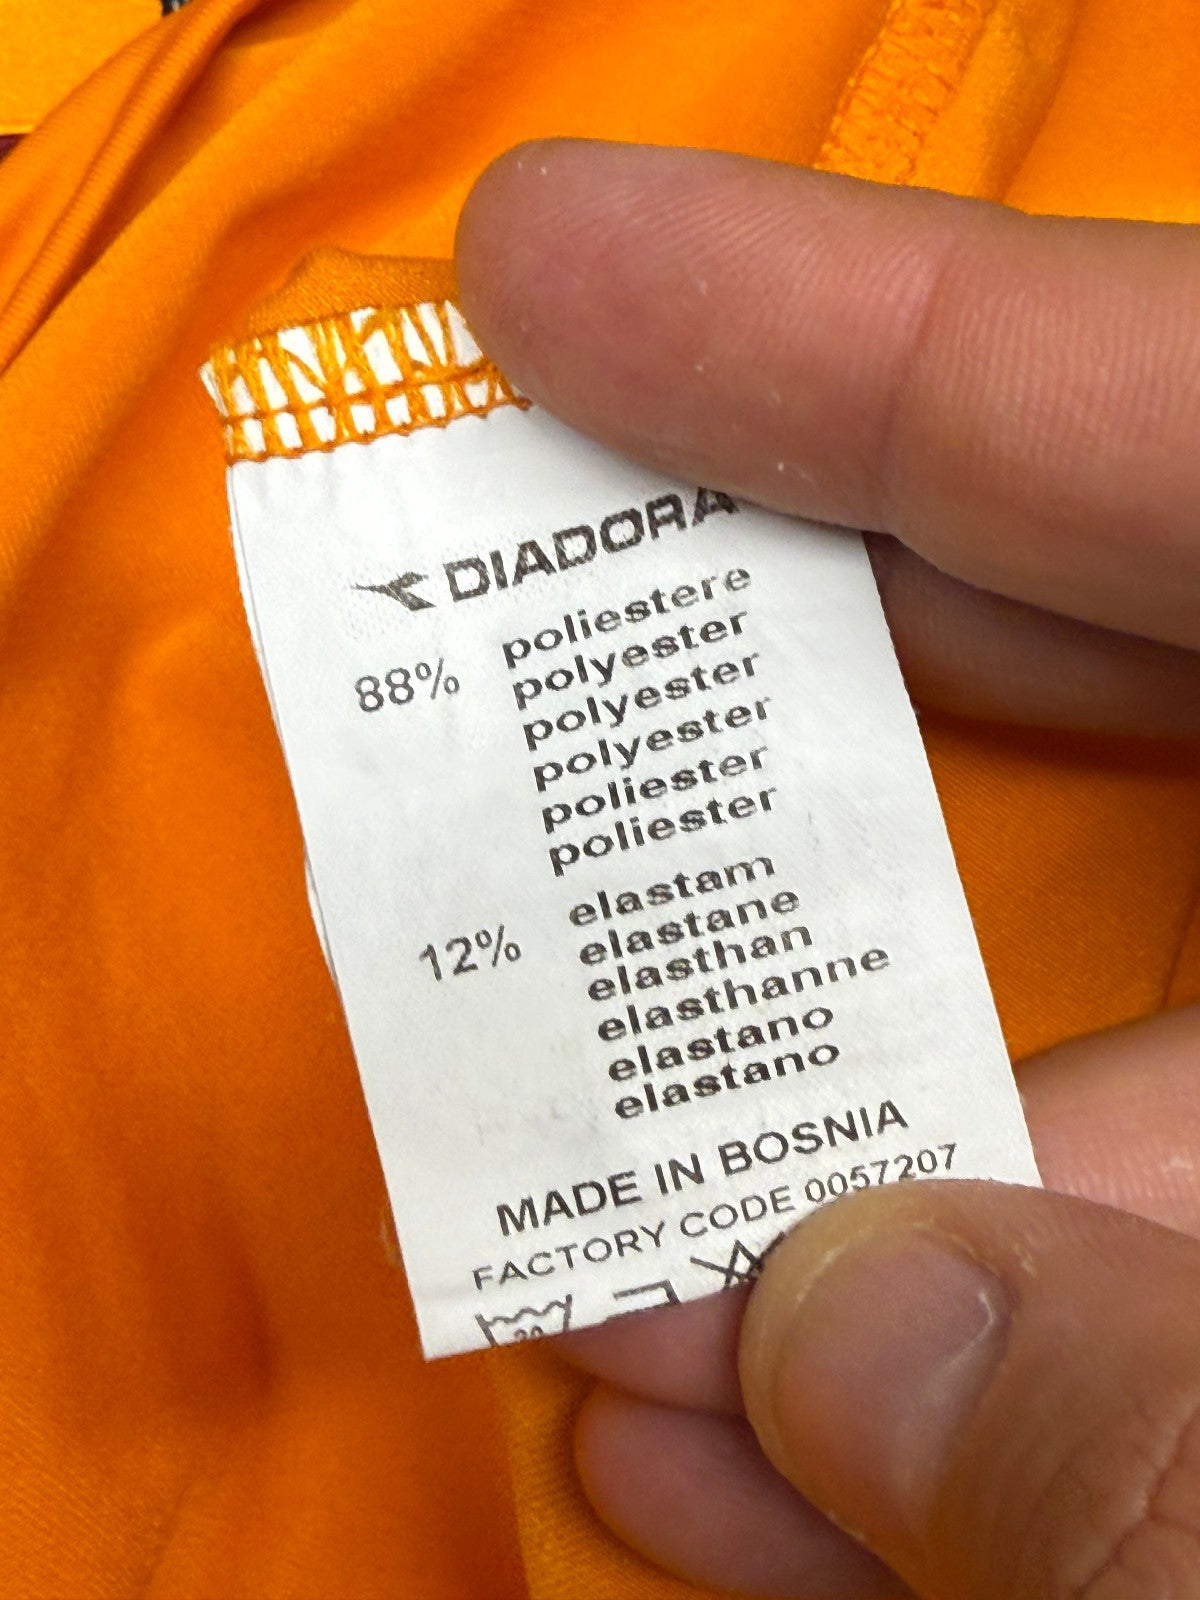 DIADORA
88% poliestere
polyester
polyester
polyester
poliester
poliester
12% elastam
elastane
elasthan
elasthanne
elastano
elastano
MADE IN BOSNIA
FACTORY CODE 0057207